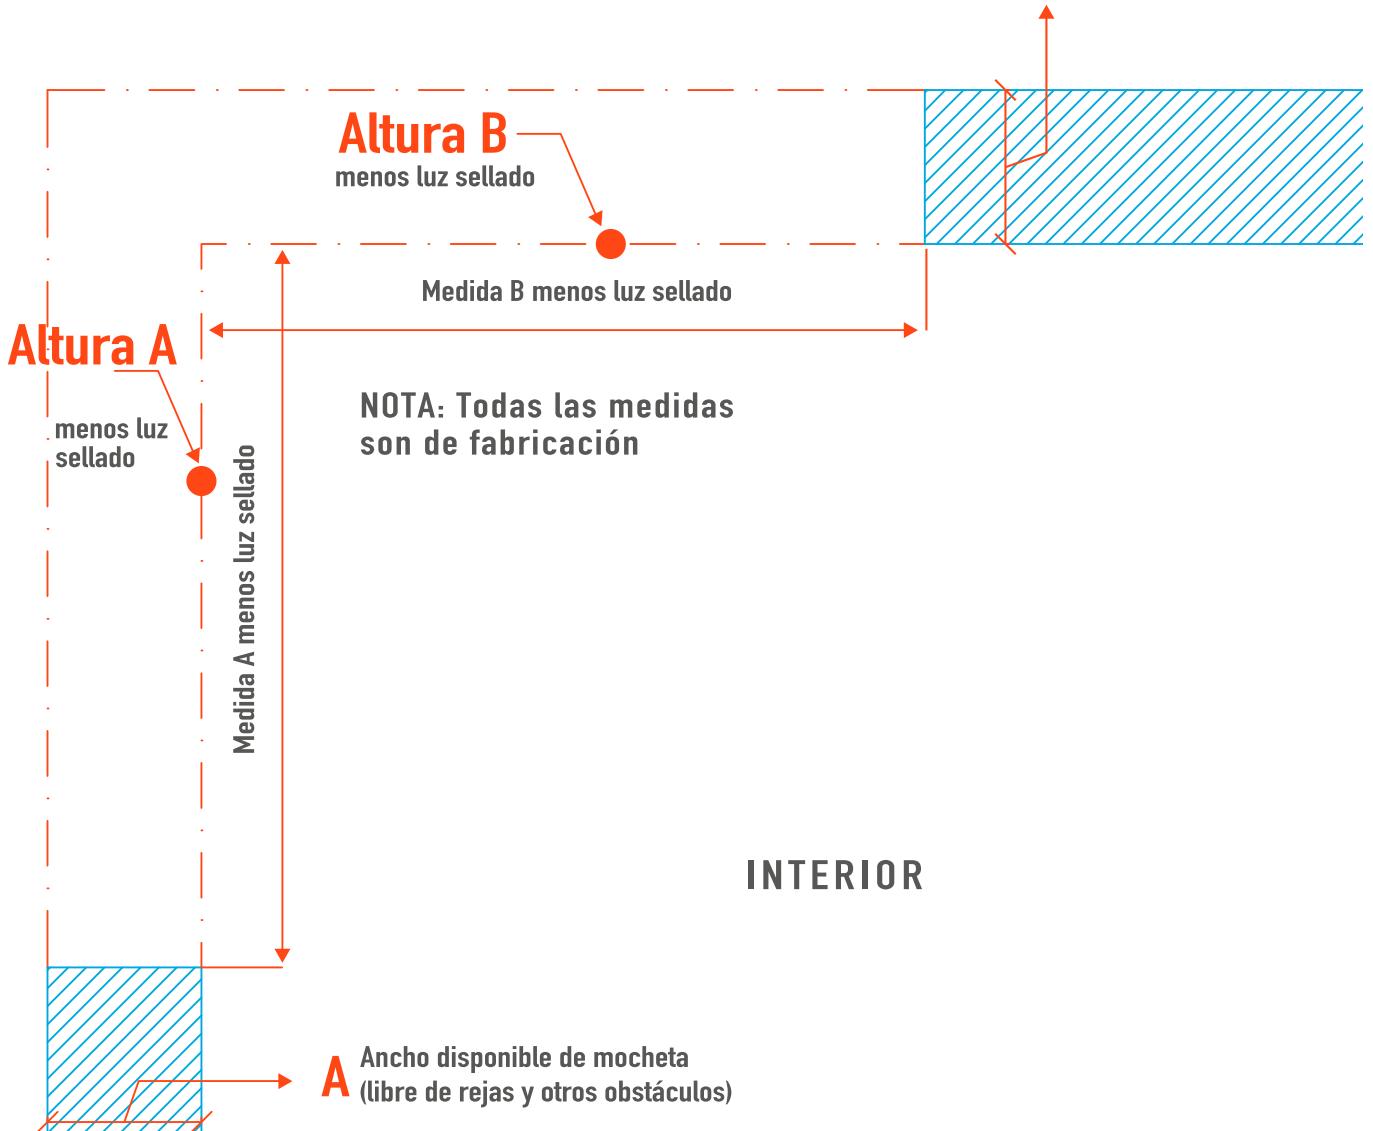 Altura B
menos luz sellado
Medida B menos luz sellado
Altura A
menos luz
sellado
Medida A menos luz sellado
NOTA: Todas las medidas
son de fabricación
INTERIOR
A
Ancho disponible de mocheta
(libre de rejas y otros obstáculos)